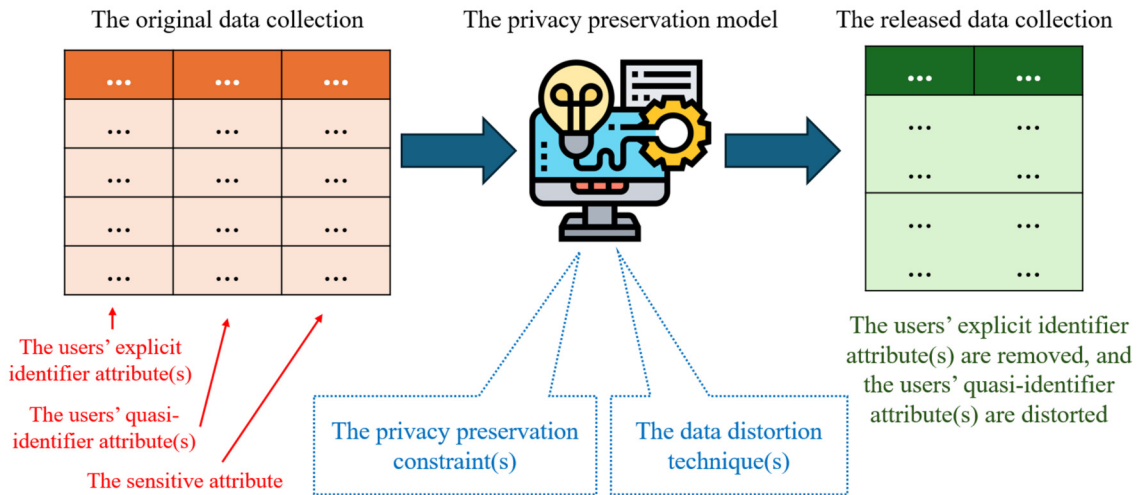 The original data collection
The privacy preservation model
The released data collection
... ... ...
... ... ...
... ... ...
... ... ...
... ... ...
... ...
... ...
... ...
... ...
... ...
The users’ explicit
identifier attribute(s)
The users’ quasi-
identifier attribute(s)
The sensitive attribute
The privacy preservation
constraint(s)
The data distortion
technique(s)
The users’ explicit identifier
attribute(s) are removed, and
the users’ quasi-identifier
attribute(s) are distorted